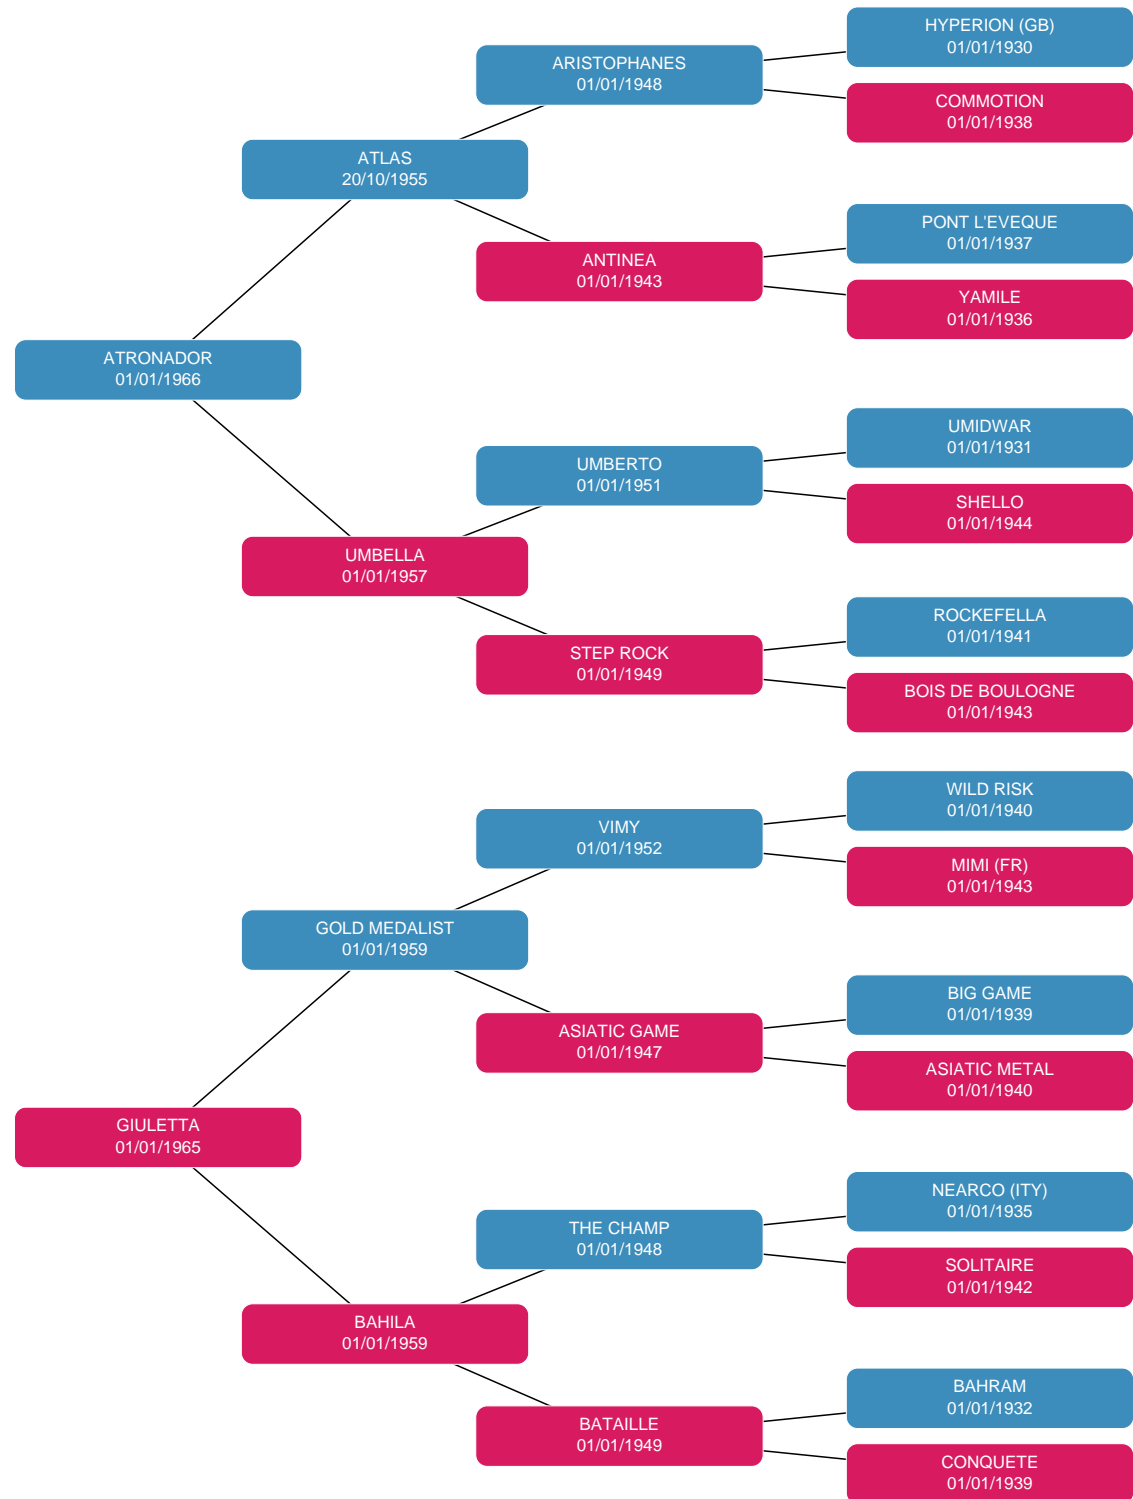 HYPERION (GB)
01/01/1930
ARISTOPHANES
01/01/1948
COMMOTION
01/01/1938
ATLAS
20/10/1955
PONT L'EVEQUE
01/01/1937
ANTINEA
01/01/1943
YAMILE
01/01/1936
ATRONADOR
01/01/1966
UMIDWAR
01/01/1931
UMBERTO
01/01/1951
SHELLO
01/01/1944
UMBELLA
01/01/1957
ROCKEFELLA
01/01/1941
STEP ROCK
01/01/1949
BOIS DE BOULOGNE
01/01/1943
WILD RISK
01/01/1940
VIMY
01/01/1952
MIMI (FR)
01/01/1943
GOLD MEDALIST
01/01/1959
BIG GAME
01/01/1939
ASIATIC GAME
01/01/1947
ASIATIC METAL
01/01/1940
GIULETTA
01/01/1965
NEARCO (ITY)
01/01/1935
THE CHAMP
01/01/1948
SOLITAIRE
01/01/1942
BAHILA
01/01/1959
BAHRAM
01/01/1932
BATAILLE
01/01/1949
CONQUETE
01/01/1939